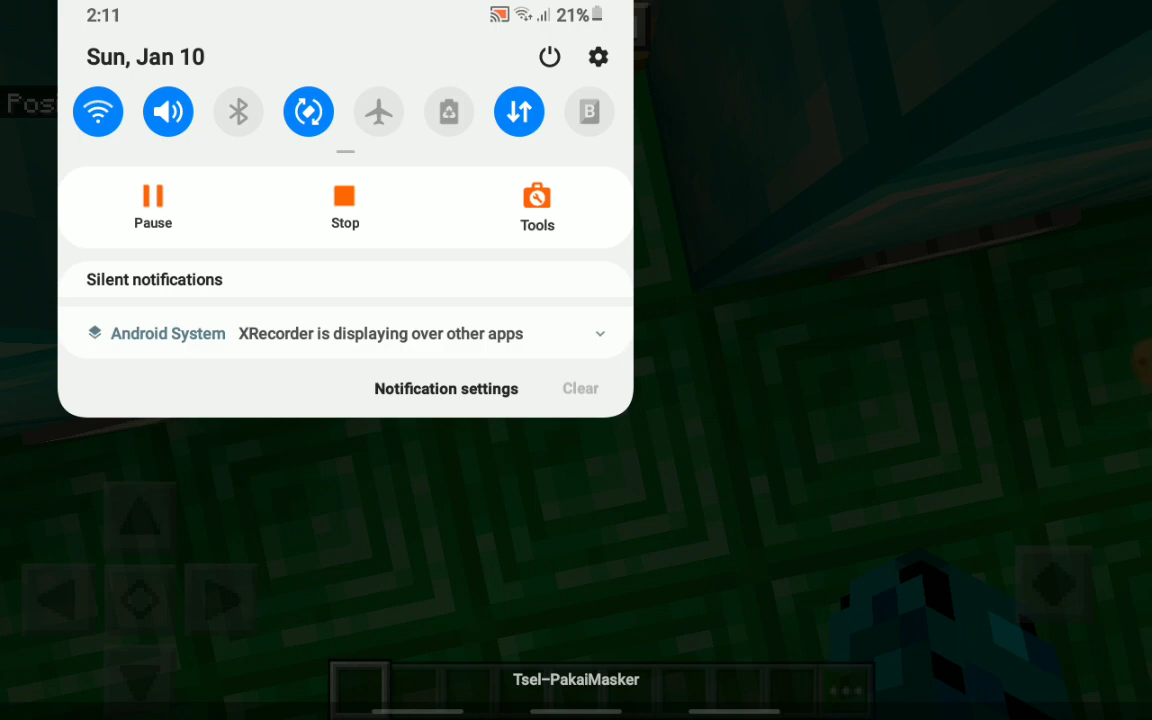 2:11 21%
Sun, Jan 10
B
Pos
Pause Stop Tools
Silent notifications
Android System XRecorder is displaying over other apps
Notification settings Clear
Tsel-PakaiMasker